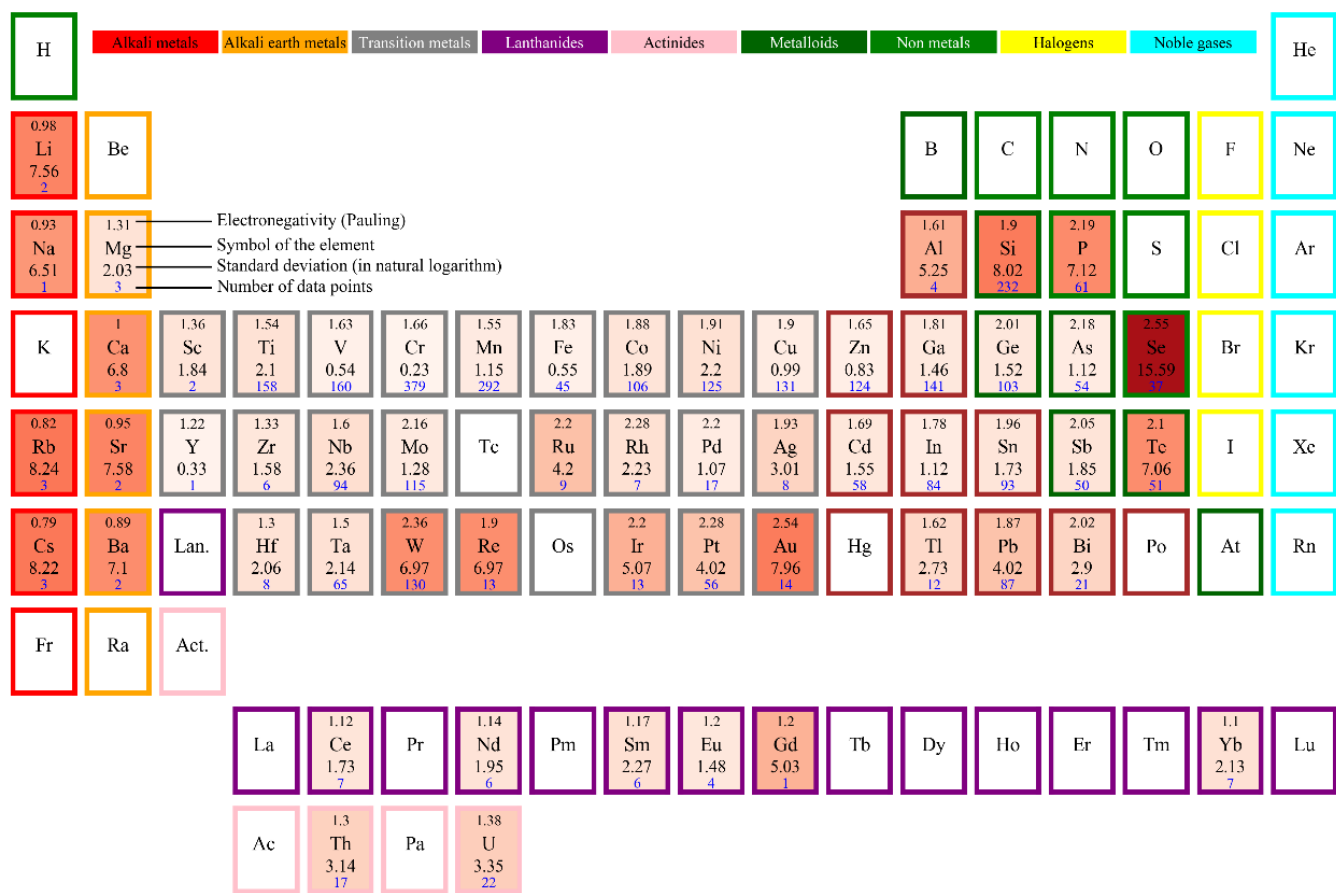 H
Alkali metals
Alkali earth metals
Transition metals
Lanthanides
Actinides
Metalloids
Non metals
Halogens
Noble gases
He
0.98
Li
7.56
2
Be
B
C
N
O
F
Ne
0.93
Na
6.51
1
1.31
Mg
2.03
3
Electronegativity (Pauling)
Symbol of the element
Standard deviation (in natural logarithm)
Number of data points
1.61
Al
5.25
4
1.9
Si
8.02
232
2.19
P
7.12
61
S
Cl
Ar
K
1
Ca
6.8
3
1.36
Sc
1.84
2
1.54
Ti
2.1
158
1.63
V
0.54
160
1.66
Cr
0.23
379
1.55
Mn
1.15
292
1.83
Fe
0.55
45
1.88
Co
1.89
106
1.91
Ni
2.2
125
1.9
Cu
0.99
131
1.65
Zn
0.83
124
1.81
Ga
1.46
141
2.01
Ge
1.52
103
2.18
As
1.12
54
2.55
Se
15.59
37
Br
Kr
0.82
Rb
8.24
3
0.95
Sr
7.58
2
1.22
Y
0.33
1
1.33
Zr
1.58
6
1.6
Nb
2.36
94
2.16
Mo
1.28
115
Tc
2.2
Ru
4.2
9
2.28
Rh
2.23
7
2.2
Pd
1.07
17
1.93
Ag
3.01
8
1.69
Cd
1.55
58
1.78
In
1.12
84
1.96
Sn
1.73
93
2.05
Sb
1.85
50
2.1
Te
7.06
51
I
Xe
0.79
Cs
8.22
3
0.89
Ba
7.1
2
Lan.
1.3
Hf
2.06
8
1.5
Ta
2.14
65
2.36
W
6.97
130
1.9
Re
6.97
13
Os
2.2
Ir
5.07
13
2.28
Pt
4.02
56
2.54
Au
7.96
14
Hg
1.62
Tl
2.73
12
1.87
Pb
4.02
87
2.02
Bi
2.9
21
Po
At
Rn
Fr
Ra
Act.
La
1.12
Ce
1.73
7
Pr
1.14
Nd
1.95
6
Pm
1.17
Sm
2.27
6
1.2
Eu
1.48
4
1.2
Gd
5.03
1
Tb
Dy
Ho
Er
Tm
1.1
Yb
2.13
7
Lu
Ac
1.3
Th
3.14
17
Pa
1.38
U
3.35
22